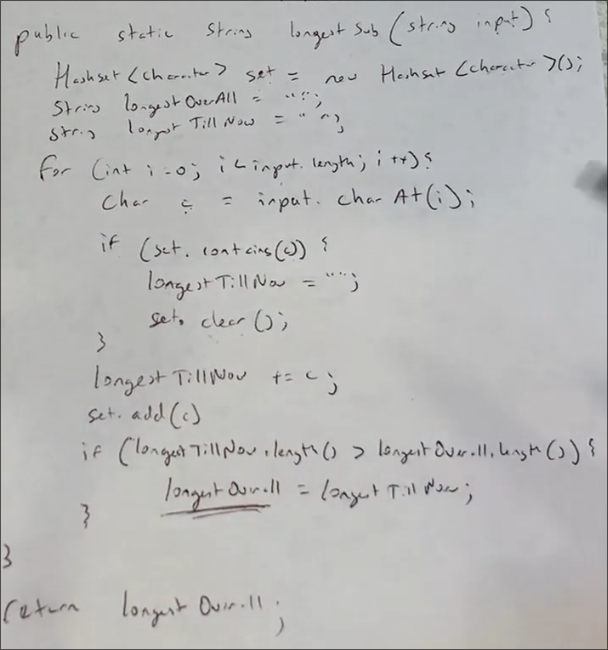 public static String longestSub (string input) {
Hashset <Character> set = new Hashset <Character>();
String longestOverAll = "";
String longestTillNow = "";
for (int i = 0; i < input.length; i++) {
char c = input.charAt(i);
if (set.contains(c)) {
longestTillNow = "";
set.clear();
}
longestTillNow += c;
set.add(c)
if (longestTillNow.length() > longestOverall.length()) {
longestOverall = longestTillNow;
}
}
return longestOverall;